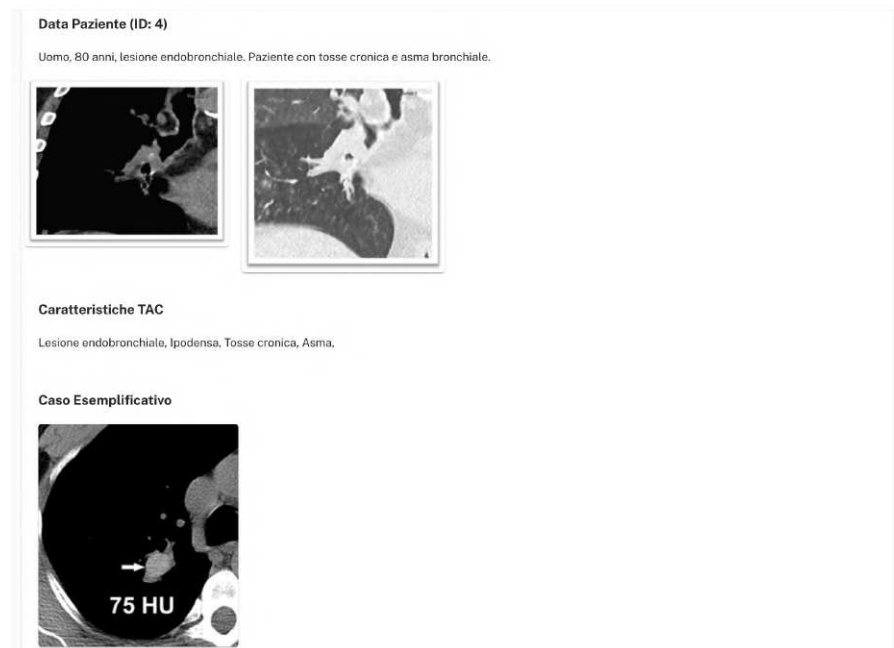 Data Paziente (ID: 4)
Uomo, 80 anni, lesione endobronchiale. Paziente con tosse cronica e asma bronchiale.
Caratteristiche TAC
Lesione endobronchiale, Ipodensa, Tosse cronica, Asma,
Caso Esemplificativo
75 HU